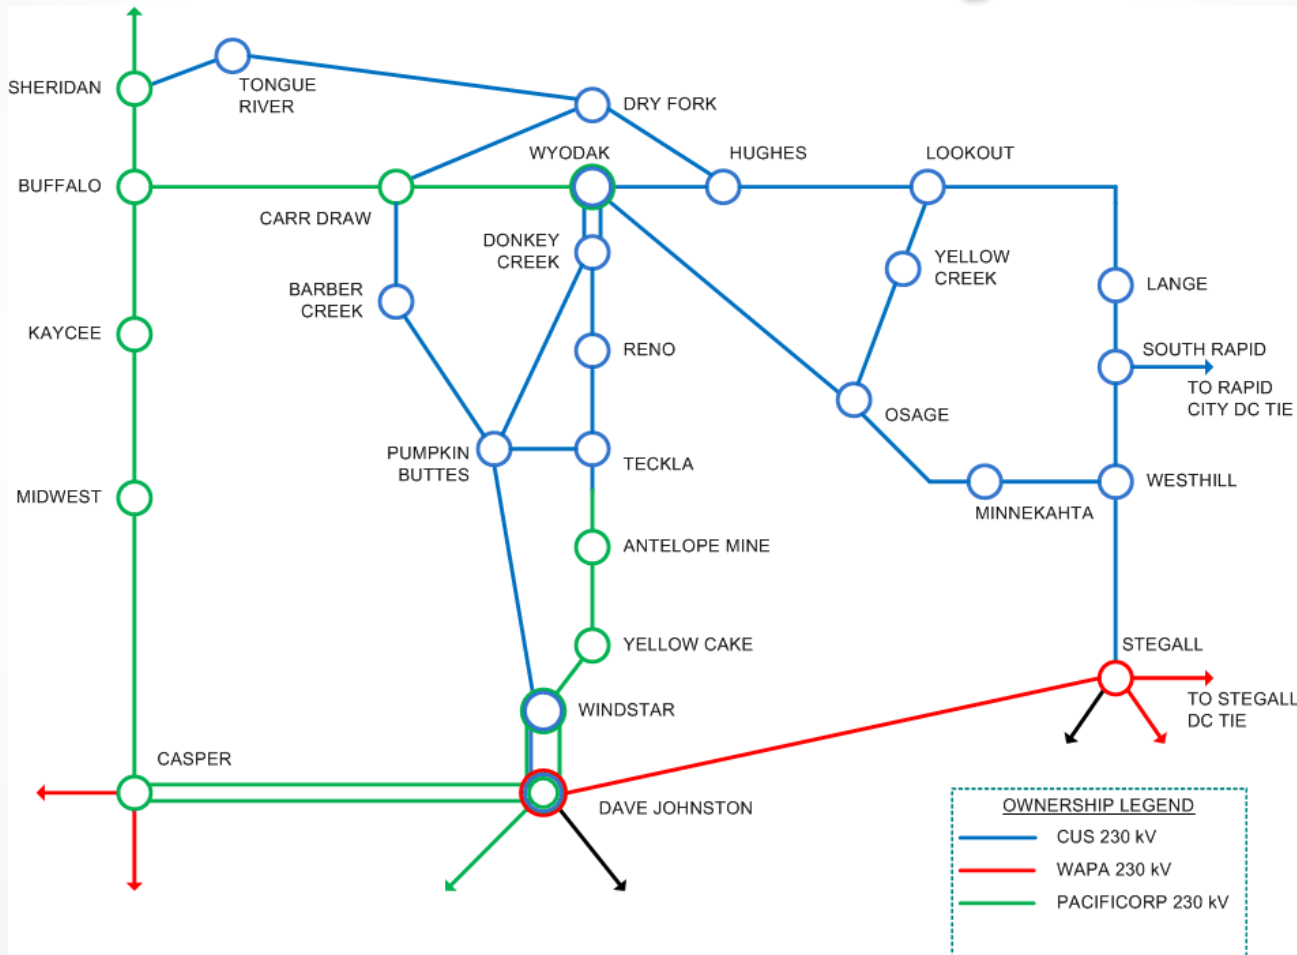 SHERIDAN
TONGUE
RIVER
DRY FORK
WYODAK
HUGHES
LOOKOUT
BUFFALO
CARR DRAW
DONKEY
CREEK
YELLOW
CREEK
BARBER
CREEK
LANGE
KAYCEE
RENO
SOUTH RAPID
TO RAPID
CITY DC TIE
OSAGE
PUMPKIN
BUTTES
TECKLA
WESTHILL
MIDWEST
MINNEKAHTA
ANTELOPE MINE
YELLOW CAKE
STEGALL
TO STEGALL
DC TIE
WINDSTAR
CASPER
DAVE JOHNSTON
OWNERSHIP LEGEND
CUS 230 kV
WAPA 230 kV
PACIFICORP 230 kV